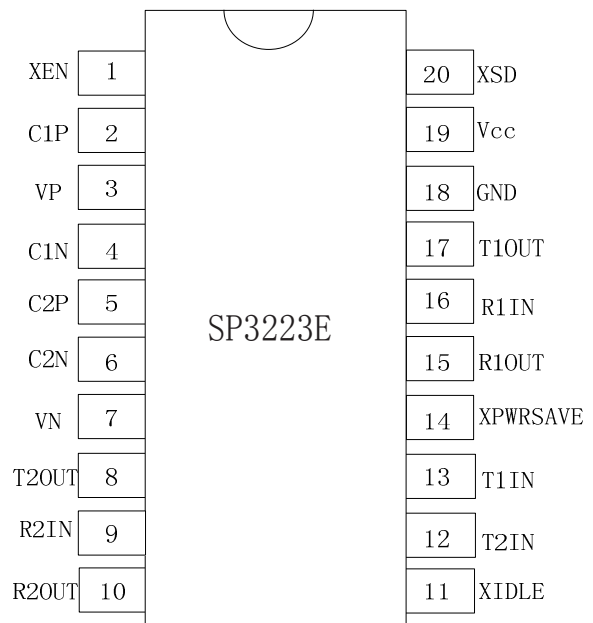 XEN 1 20 XSD
C1P 2 19 Vcc
VP 3 18 GND
C1N 4 17 T1OUT
C2P 5 16 R1IN
SP3223E
C2N 6 15 R1OUT
VN 7 14 XPWRSAVE
T2OUT 8 13 T1IN
R2IN 9 12 T2IN
R2OUT 10 11 XIDLE